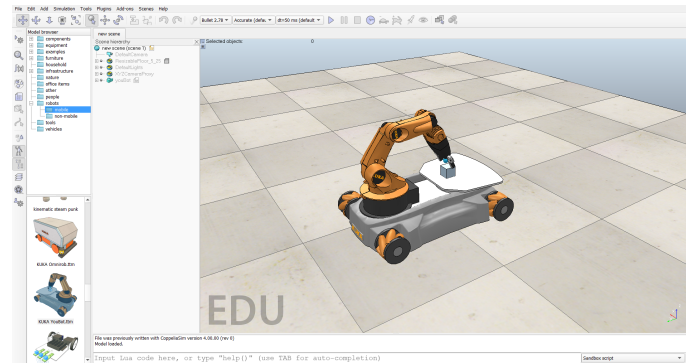 File Edit Add Simulation Tools Plugins Add-ons Scenes Help
Bullet 2.78
Accurate (defau
dt=50 ms (default
Model browser
components
equipment
examples
furniture
household
infrastructure
nature
office items
other
people
robots
mobile
non-mobile
tools
vehicles
kinematic steam punk
KUKA Omnirob.ttm
KUKA YouBot.ttm
new scene
Scene hierarchy
new scene (scene 1)
DefaultCamera
ResizableFloor_5_25
DefaultLights
XYZCameraProxy
youBot
Selected objects: 0
KUKA
EDU
File was previously written with CoppeliaSim version 4.00.00 (rev 0)
Model loaded.
Input Lua code here, or type "help()" (use TAB for auto-completion)
Sandbox script